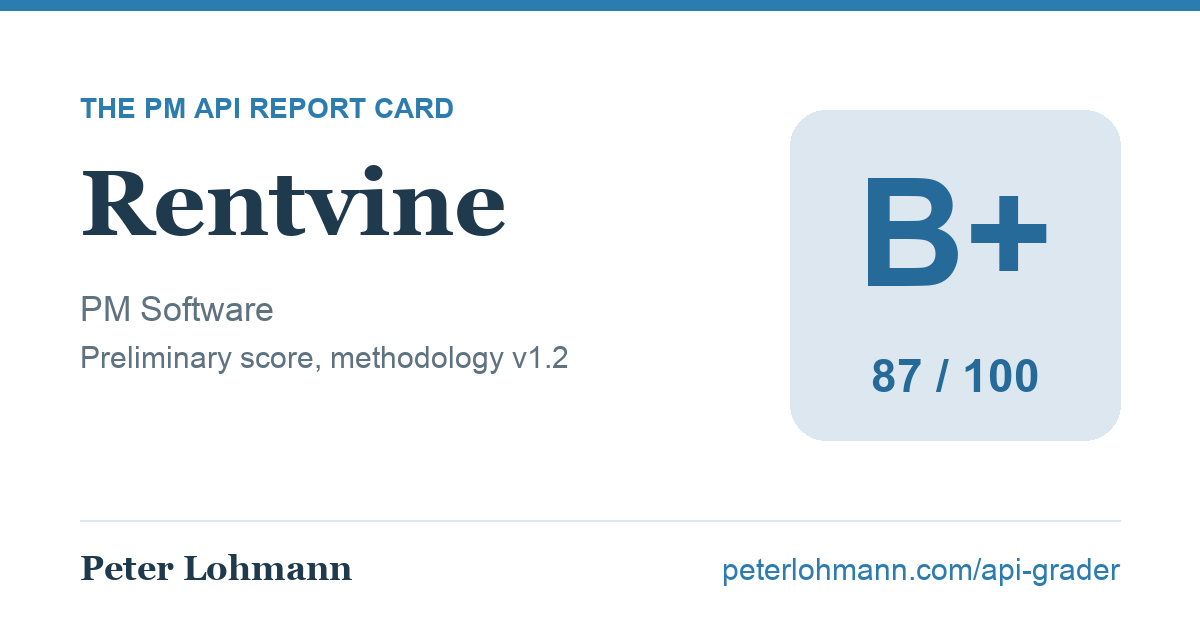 THE PM API REPORT CARD
Rentvine
PM Software
Preliminary score, methodology v1.2
B+
87 / 100
Peter Lohmann
peterlohmann.com/api-grader